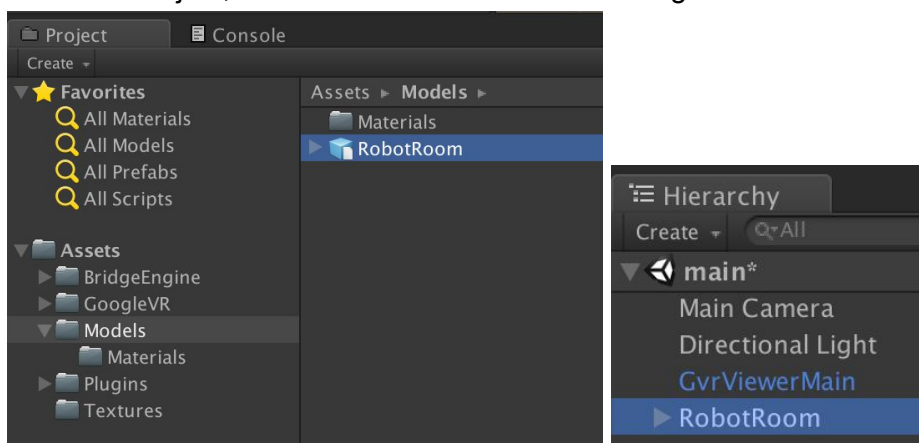 Project
Console
Create
Favorites
All Materials
All Models
All Prefabs
All Scripts
Assets
BridgeEngine
GoogleVR
Models
Materials
Plugins
Textures
Assets ▸ Models ▸
Materials
RobotRoom
Hierarchy
Create
All
main*
Main Camera
Directional Light
GvrViewerMain
RobotRoom